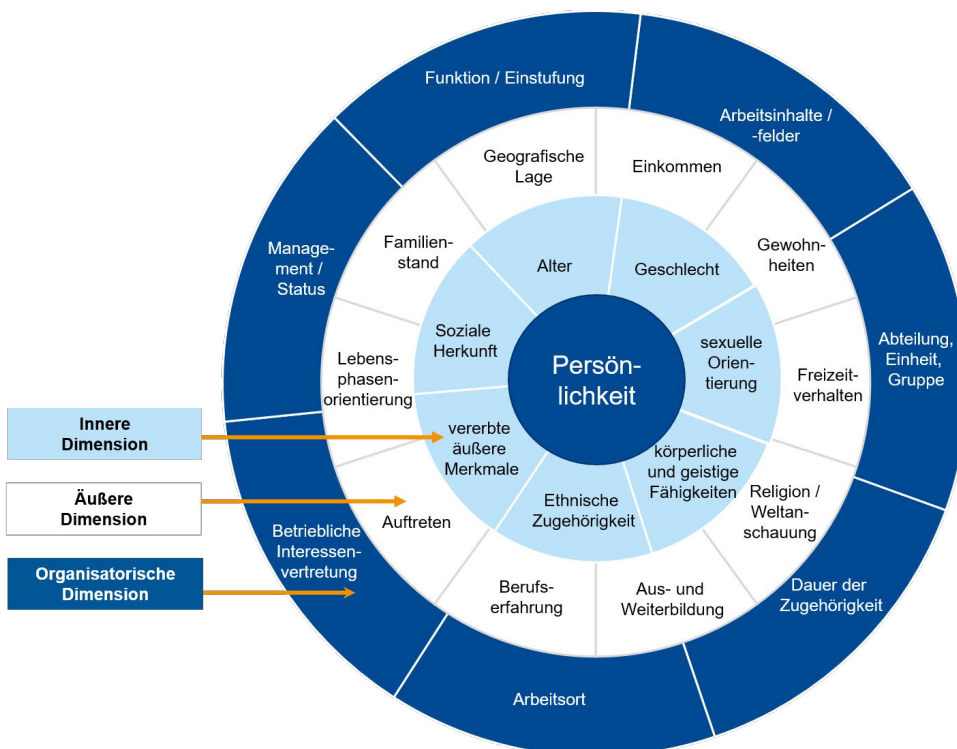 Funktion / Einstufung
Arbeitsinhalte /
-felder
Abteilung,
Einheit,
Gruppe
Dauer der
Zugehörigkeit
Arbeitsort
Betriebliche
Interessen-
vertretung
Manage-
ment /
Status
Geografische
Lage
Einkommen
Gewohn-
heiten
Freizeit-
verhalten
Religion /
Weltan-
schauung
Aus- und
Weiterbildung
Berufs-
erfahrung
Auftreten
Lebens-
phasen-
orientierung
Familien-
stand
Alter
Geschlecht
sexuelle
Orien-
tierung
körperliche
und geistige
Fähigkeiten
Ethnische
Zugehörigkeit
vererbte
äußere
Merkmale
Soziale
Herkunft
Persön-
lichkeit
Innere
Dimension
Äußere
Dimension
Organisatorische
Dimension